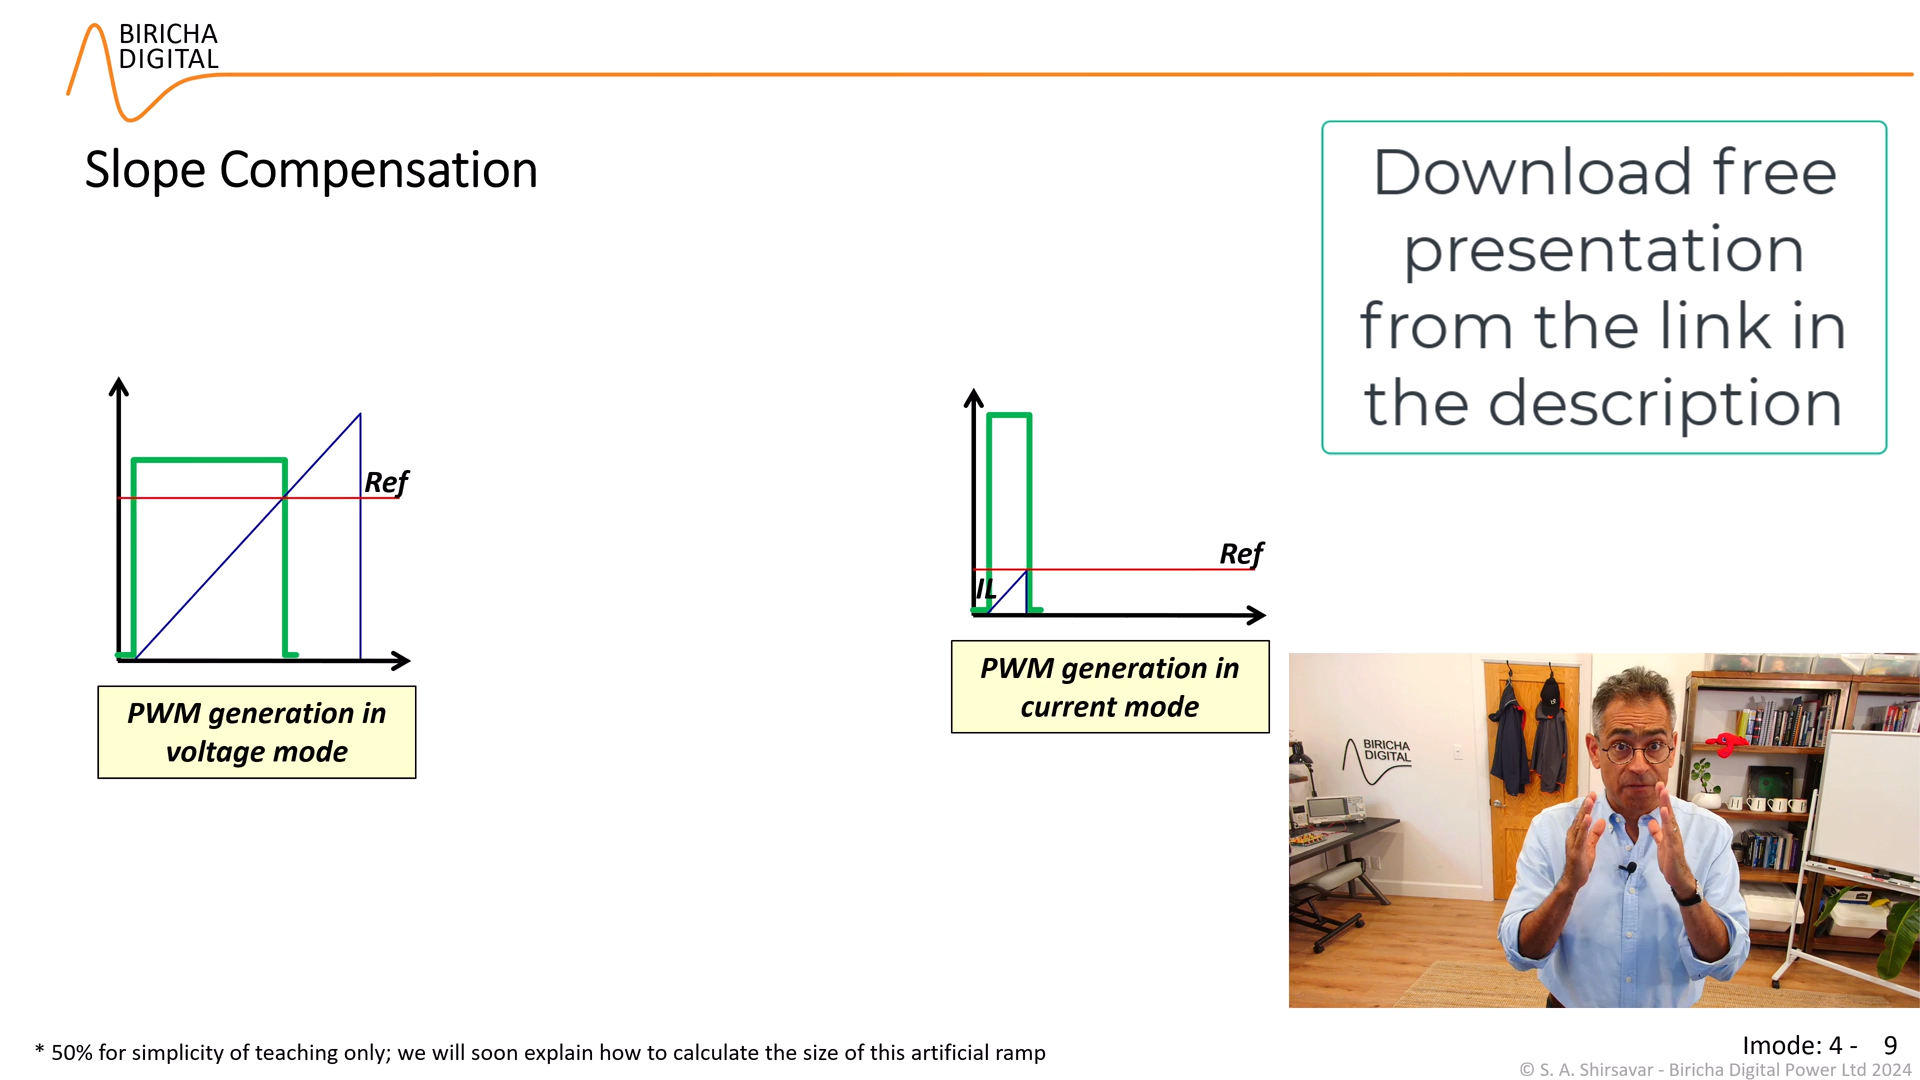 BIRICHA
DIGITAL
Slope Compensation
Download free
presentation
from the link in
the description
Ref
PWM generation in
voltage mode
Ref
IL
PWM generation in
current mode
BIRICHA
DIGITAL
* 50% for simplicity of teaching only; we will soon explain how to calculate the size of this artificial ramp
Imode: 4 - 9
© S. A. Shirsavar - Biricha Digital Power Ltd 2024